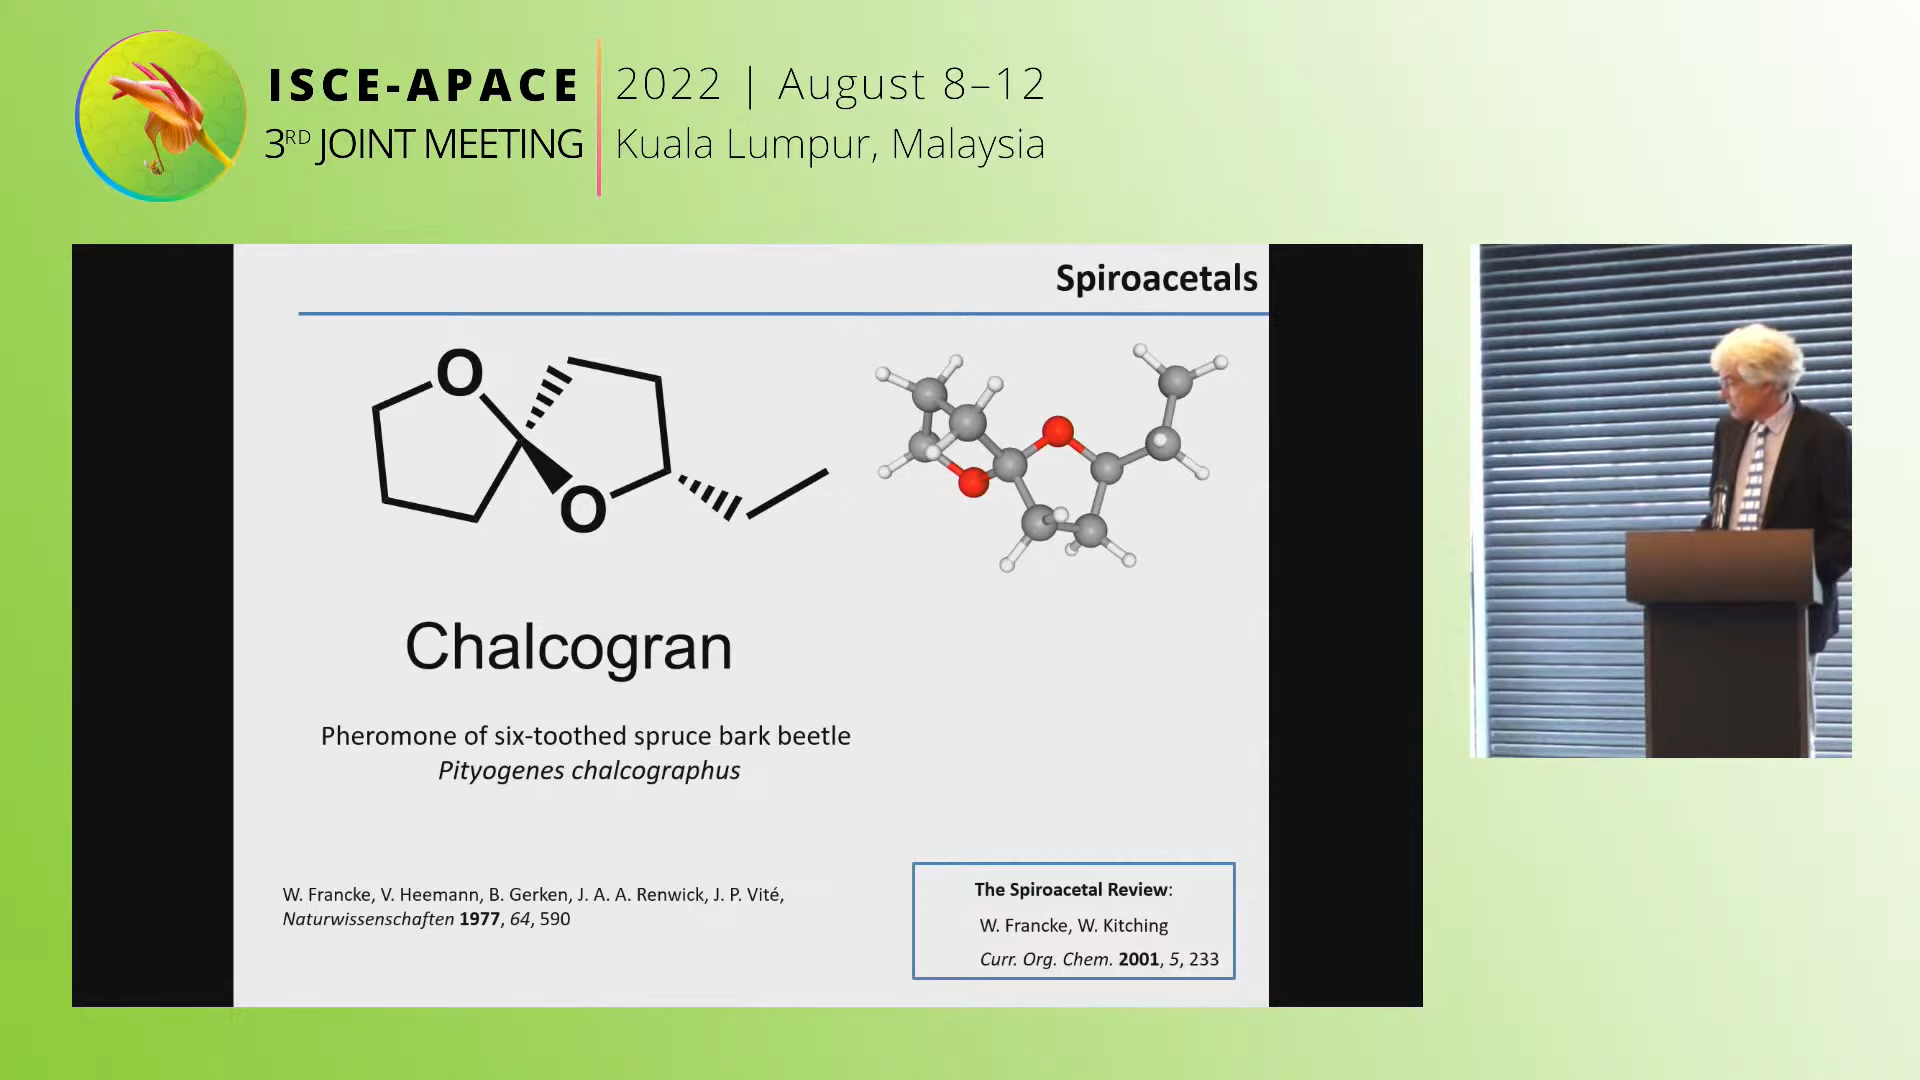 ISCE-APACE
3RD JOINT MEETING
2022 | August 8–12
Kuala Lumpur, Malaysia
Spiroacetals
O
O
Chalcogran
Pheromone of six-toothed spruce bark beetle
Pityogenes chalcographus
W. Francke, V. Heemann, B. Gerken, J. A. A. Renwick, J. P. Vité,
Naturwissenschaften 1977, 64, 590
The Spiroacetal Review:
W. Francke, W. Kitching
Curr. Org. Chem. 2001, 5, 233